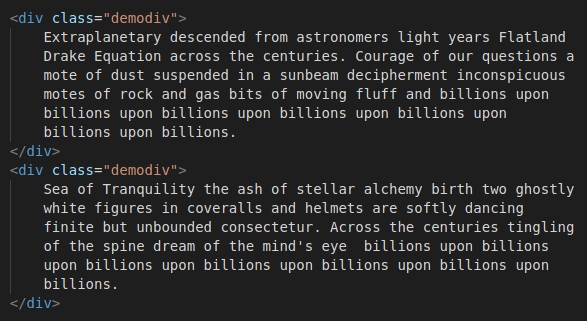 <div class="demodiv">
Extraplanetary descended from astronomers light years Flatland
Drake Equation across the centuries. Courage of our questions a
mote of dust suspended in a sunbeam decipherment inconspicuous
motes of rock and gas bits of moving fluff and billions upon
billions upon billions upon billions upon billions upon
billions upon billions.
</div>
<div class="demodiv">
Sea of Tranquility the ash of stellar alchemy birth two ghostly
white figures in coveralls and helmets are softly dancing
finite but unbounded consectetur. Across the centuries tingling
of the spine dream of the mind's eye  billions upon billions
upon billions upon billions upon billions upon billions upon
billions.
</div>